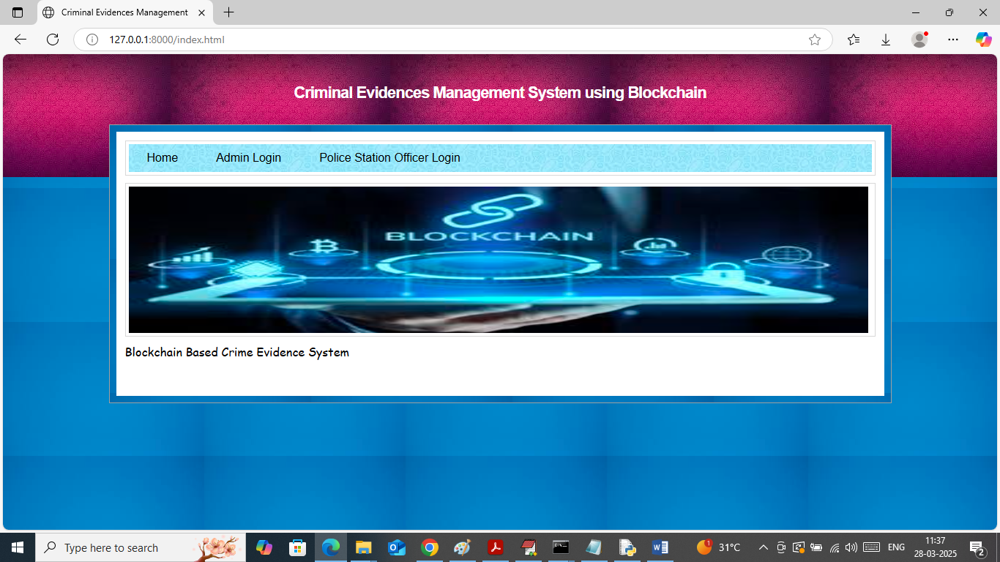 Criminal Evidences Management
127.0.0.1:8000/index.html
Criminal Evidences Management System using Blockchain
Home Admin Login Police Station Officer Login
BLOCKCHAIN
Blockchain Based Crime Evidence System
Type here to search
1
31°C
ENG
11:37
28-03-2025
2